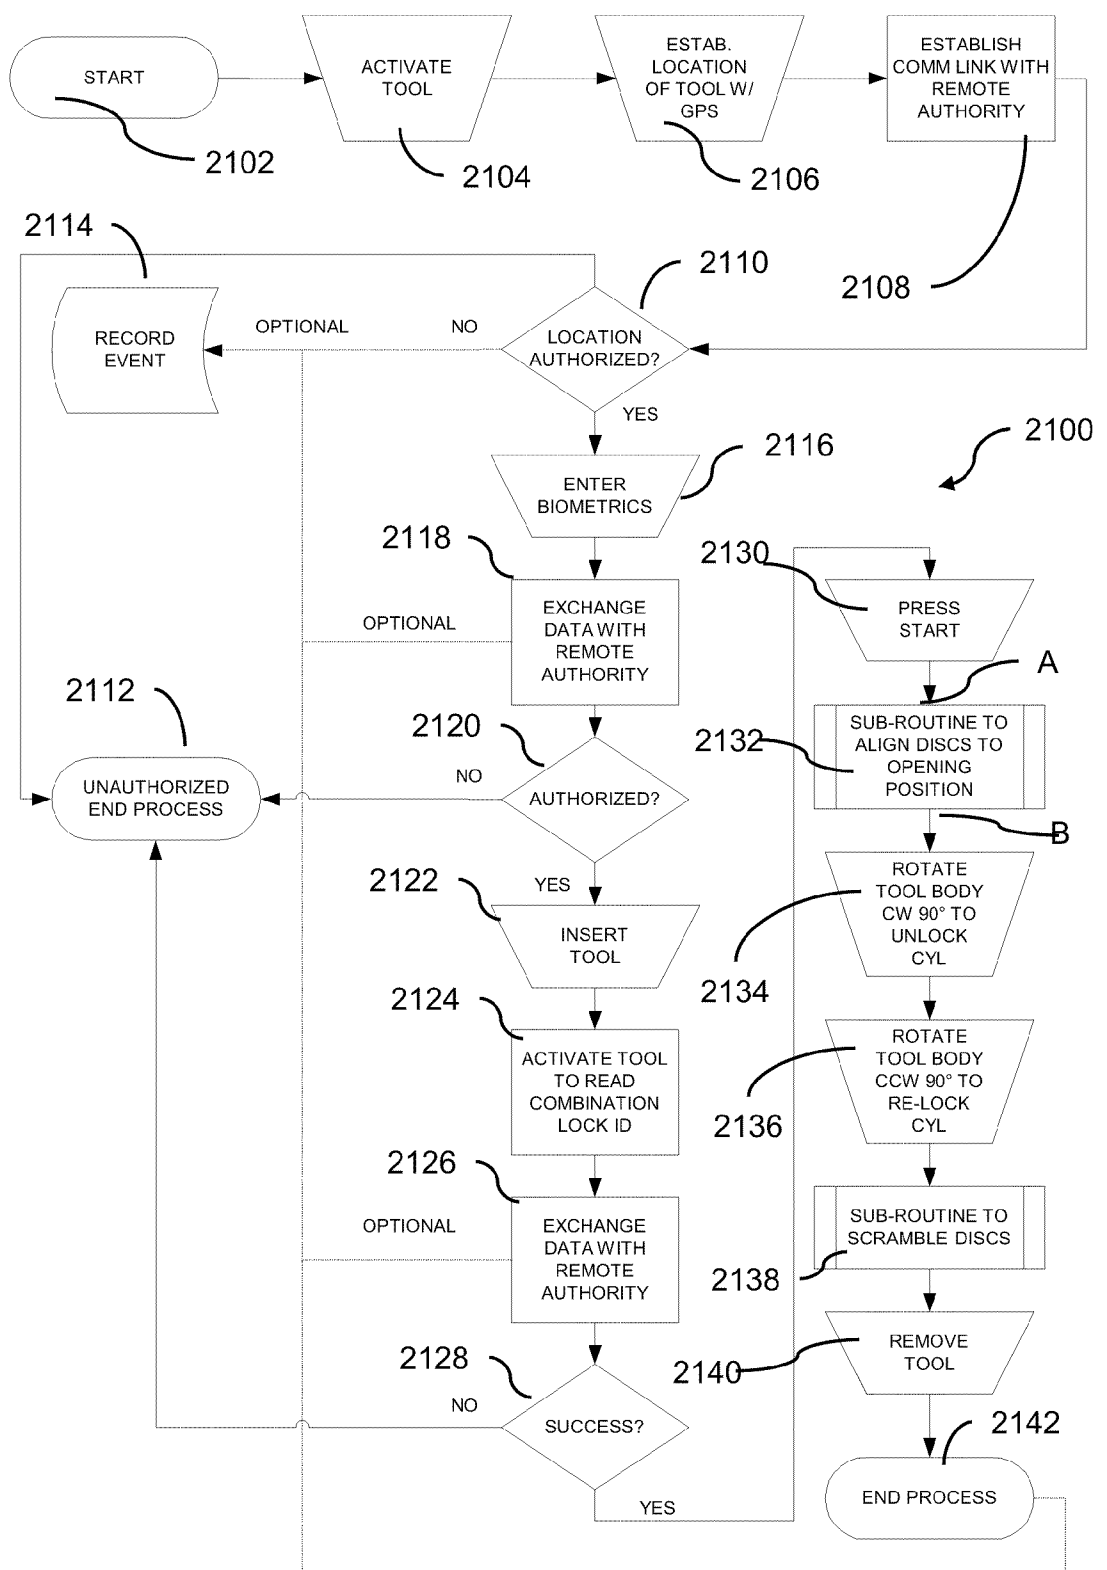 START
2102
ACTIVATE
TOOL
2104
ESTAB.
LOCATION
OF TOOL W/
GPS
2106
ESTABLISH
COMM LINK WITH
REMOTE
AUTHORITY
2108
2110
LOCATION
AUTHORIZED?
NO
OPTIONAL
2114
RECORD
EVENT
YES
2100
2116
ENTER
BIOMETRICS
2118
EXCHANGE
DATA WITH
REMOTE
AUTHORITY
OPTIONAL
2112
UNAUTHORIZED
END PROCESS
2120
AUTHORIZED?
NO
YES
2122
INSERT
TOOL
2124
ACTIVATE TOOL
TO READ
COMBINATION
LOCK ID
2126
EXCHANGE
DATA WITH
REMOTE
AUTHORITY
OPTIONAL
2128
SUCCESS?
NO
YES
2130
PRESS
START
A
2132
SUB-ROUTINE TO
ALIGN DISCS TO
OPENING
POSITION
B
ROTATE
TOOL BODY
CW 90° TO
UNLOCK
CYL
2134
ROTATE
TOOL BODY
CCW 90° TO
RE-LOCK
CYL
2136
SUB-ROUTINE TO
SCRAMBLE DISCS
2138
REMOVE
TOOL
2140
2142
END PROCESS